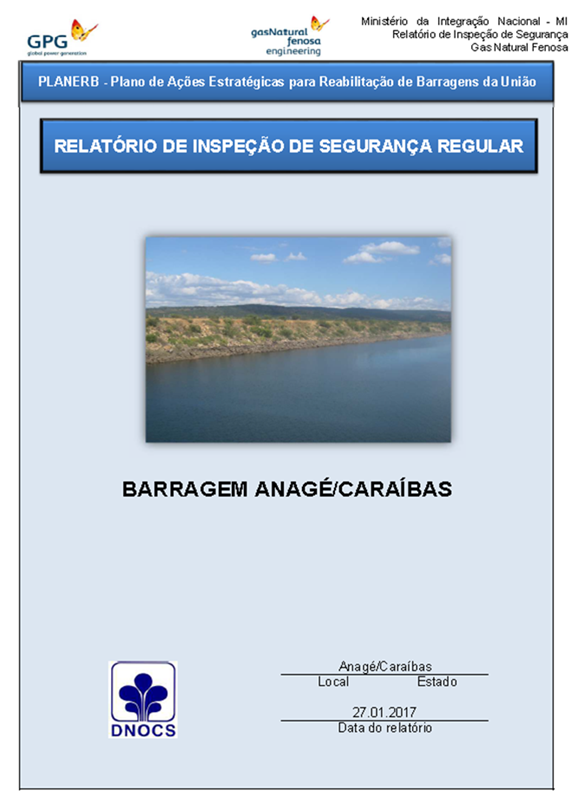 GPG
global power generation
gasNatural
fenosa
engineering
Ministério da Integração Nacional - MI
Relatório de Inspeção de Segurança
Gas Natural Fenosa
PLANERB - Plano de Ações Estratégicas para Reabilitação de Barragens da União
RELATÓRIO DE INSPEÇÃO DE SEGURANÇA REGULAR
BARRAGEM ANAGÉ/CARAÍBAS
DNOCS
Anagé/Caraíbas
Local Estado
27.01.2017
Data do relatório